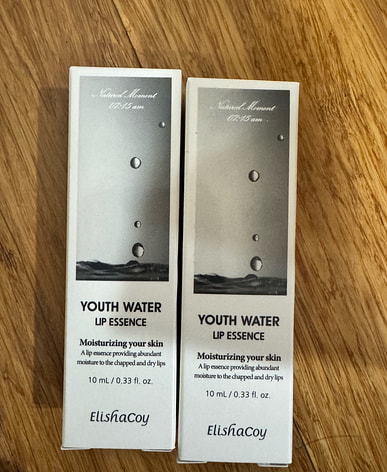 Natural Moment
07:15 am
YOUTH WATER
LIP ESSENCE
Moisturizing your skin
A lip essence providing abundant
moisture to the chapped and dry lips
10 mL / 0.33 fl. oz.
ElishaCoy
Natural Moment
07:15 am
YOUTH WATER
LIP ESSENCE
Moisturizing your skin
A lip essence providing abundant
moisture to the chapped and dry lips
10 mL / 0.33 fl. oz.
ElishaCoy